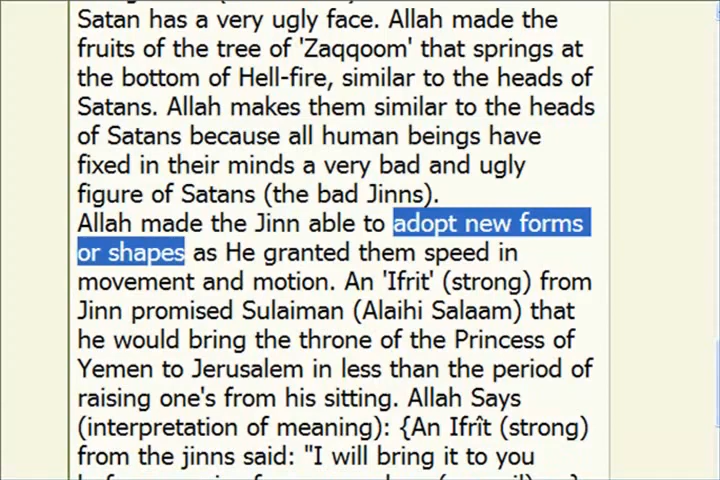 Satan has a very ugly face. Allah made the
fruits of the tree of 'Zaqqoom' that springs at
the bottom of Hell-fire, similar to the heads of
Satans. Allah makes them similar to the heads
of Satans because all human beings have
fixed in their minds a very bad and ugly
figure of Satans (the bad Jinns).
Allah made the Jinn able to adopt new forms
or shapes as He granted them speed in
movement and motion. An 'Ifrit' (strong) from
Jinn promised Sulaiman (Alaihi Salaam) that
he would bring the throne of the Princess of
Yemen to Jerusalem in less than the period of
raising one's from his sitting. Allah Says
(interpretation of meaning): {An Ifrît (strong)
from the jinns said: "I will bring it to you